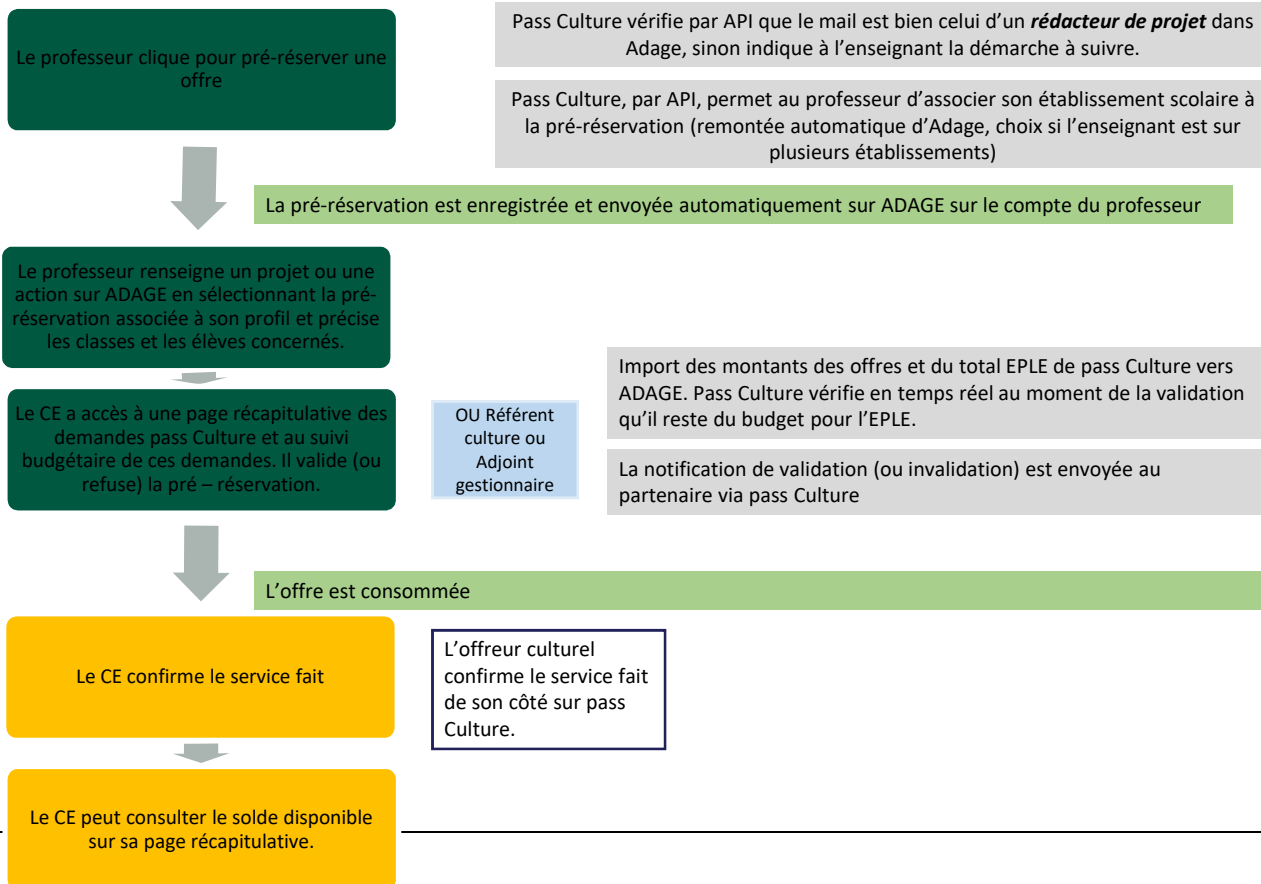 Le professeur clique pour pré-réserver une
offre
Pass Culture vérifie par API que le mail est bien celui d’un rédacteur de projet dans
Adage, sinon indique à l’enseignant la démarche à suivre.
Pass Culture, par API, permet au professeur d’associer son établissement scolaire à
la pré-réservation (remontée automatique d’Adage, choix si l’enseignant est sur
plusieurs établissements)
La pré-réservation est enregistrée et envoyée automatiquement sur ADAGE sur le compte du professeur
Le professeur renseigne un projet ou une
action sur ADAGE en sélectionnant la pré-
réservation associée à son profil et précise
les classes et les élèves concernés.
Le CE a accès à une page récapitulative des
demandes pass Culture et au suivi
budgétaire de ces demandes. Il valide (ou
refuse) la pré – réservation.
OU Référent
culture ou
Adjoint
gestionnaire
Import des montants des offres et du total EPLE de pass Culture vers
ADAGE. Pass Culture vérifie en temps réel au moment de la validation
qu’il reste du budget pour l’EPLE.
La notification de validation (ou invalidation) est envoyée au
partenaire via pass Culture
L’offre est consommée
Le CE confirme le service fait
L’offreur culturel
confirme le service fait
de son côté sur pass
Culture.
Le CE peut consulter le solde disponible
sur sa page récapitulative.